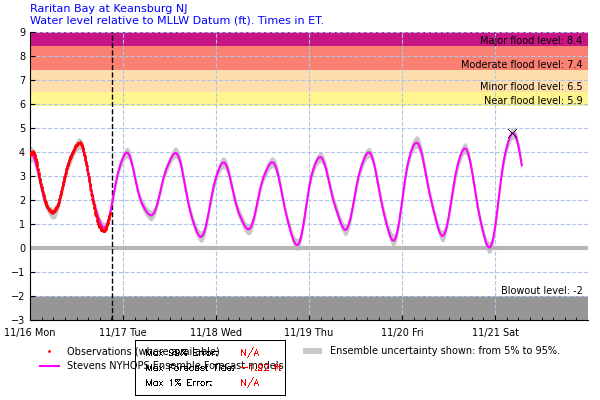 Raritan Bay at Keansburg NJ
Water level relative to MLLW Datum (ft). Times in ET.
9
8
7
6
5
4
3
2
1
0
−1
−2
−3
Major flood level: 8.4
Moderate flood level: 7.4
Minor flood level: 6.5
Near flood level: 5.9
Blowout level: -2
11/16 Mon 11/17 Tue 11/18 Wed 11/19 Thu 11/20 Fri 11/21 Sat
Observations (where available)
Stevens NYHOPS Ensemble Forecast models
Ensemble uncertainty shown: from 5% to 95%.
Error: N/A
Max Forecast Tide:
Max 1% Error: N/A